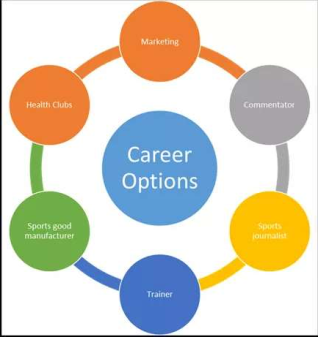 Marketing
Health Clubs
Commentator
Career
Options
Sports good
manufacturer
Sports
journalist
Trainer